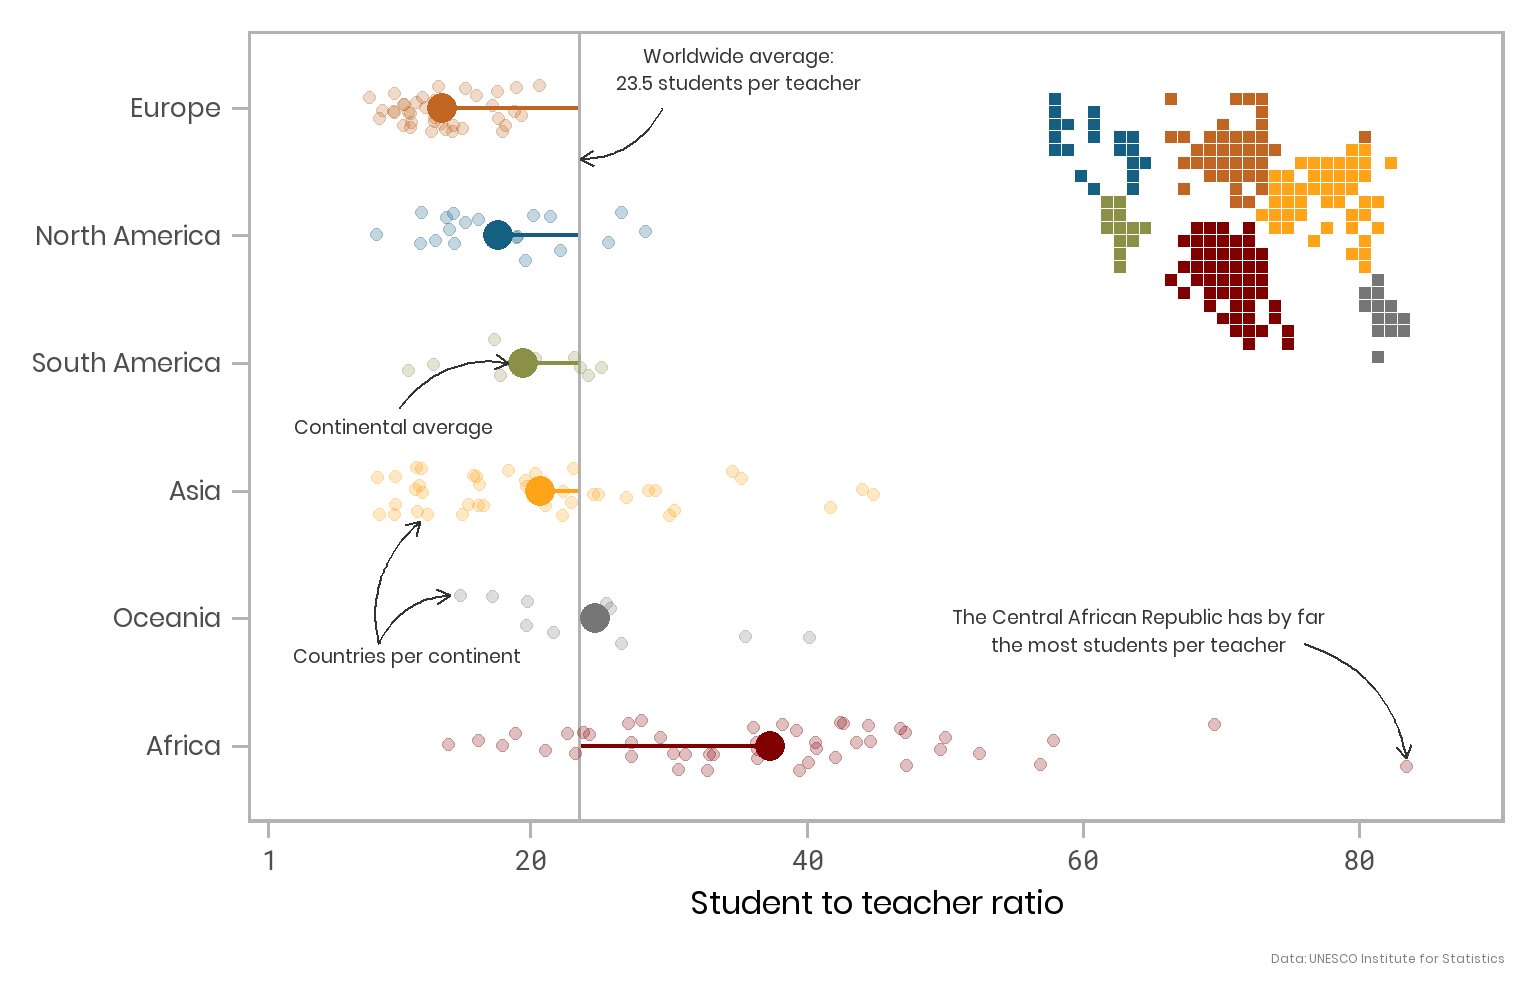 Worldwide average:
23.5 students per teacher
Europe
North America
South America
Continental average
Asia
Oceania
The Central African Republic has by far
the most students per teacher
Countries per continent
Africa
1 20 40 60 80
Student to teacher ratio
Data: UNESCO Institute for Statistics